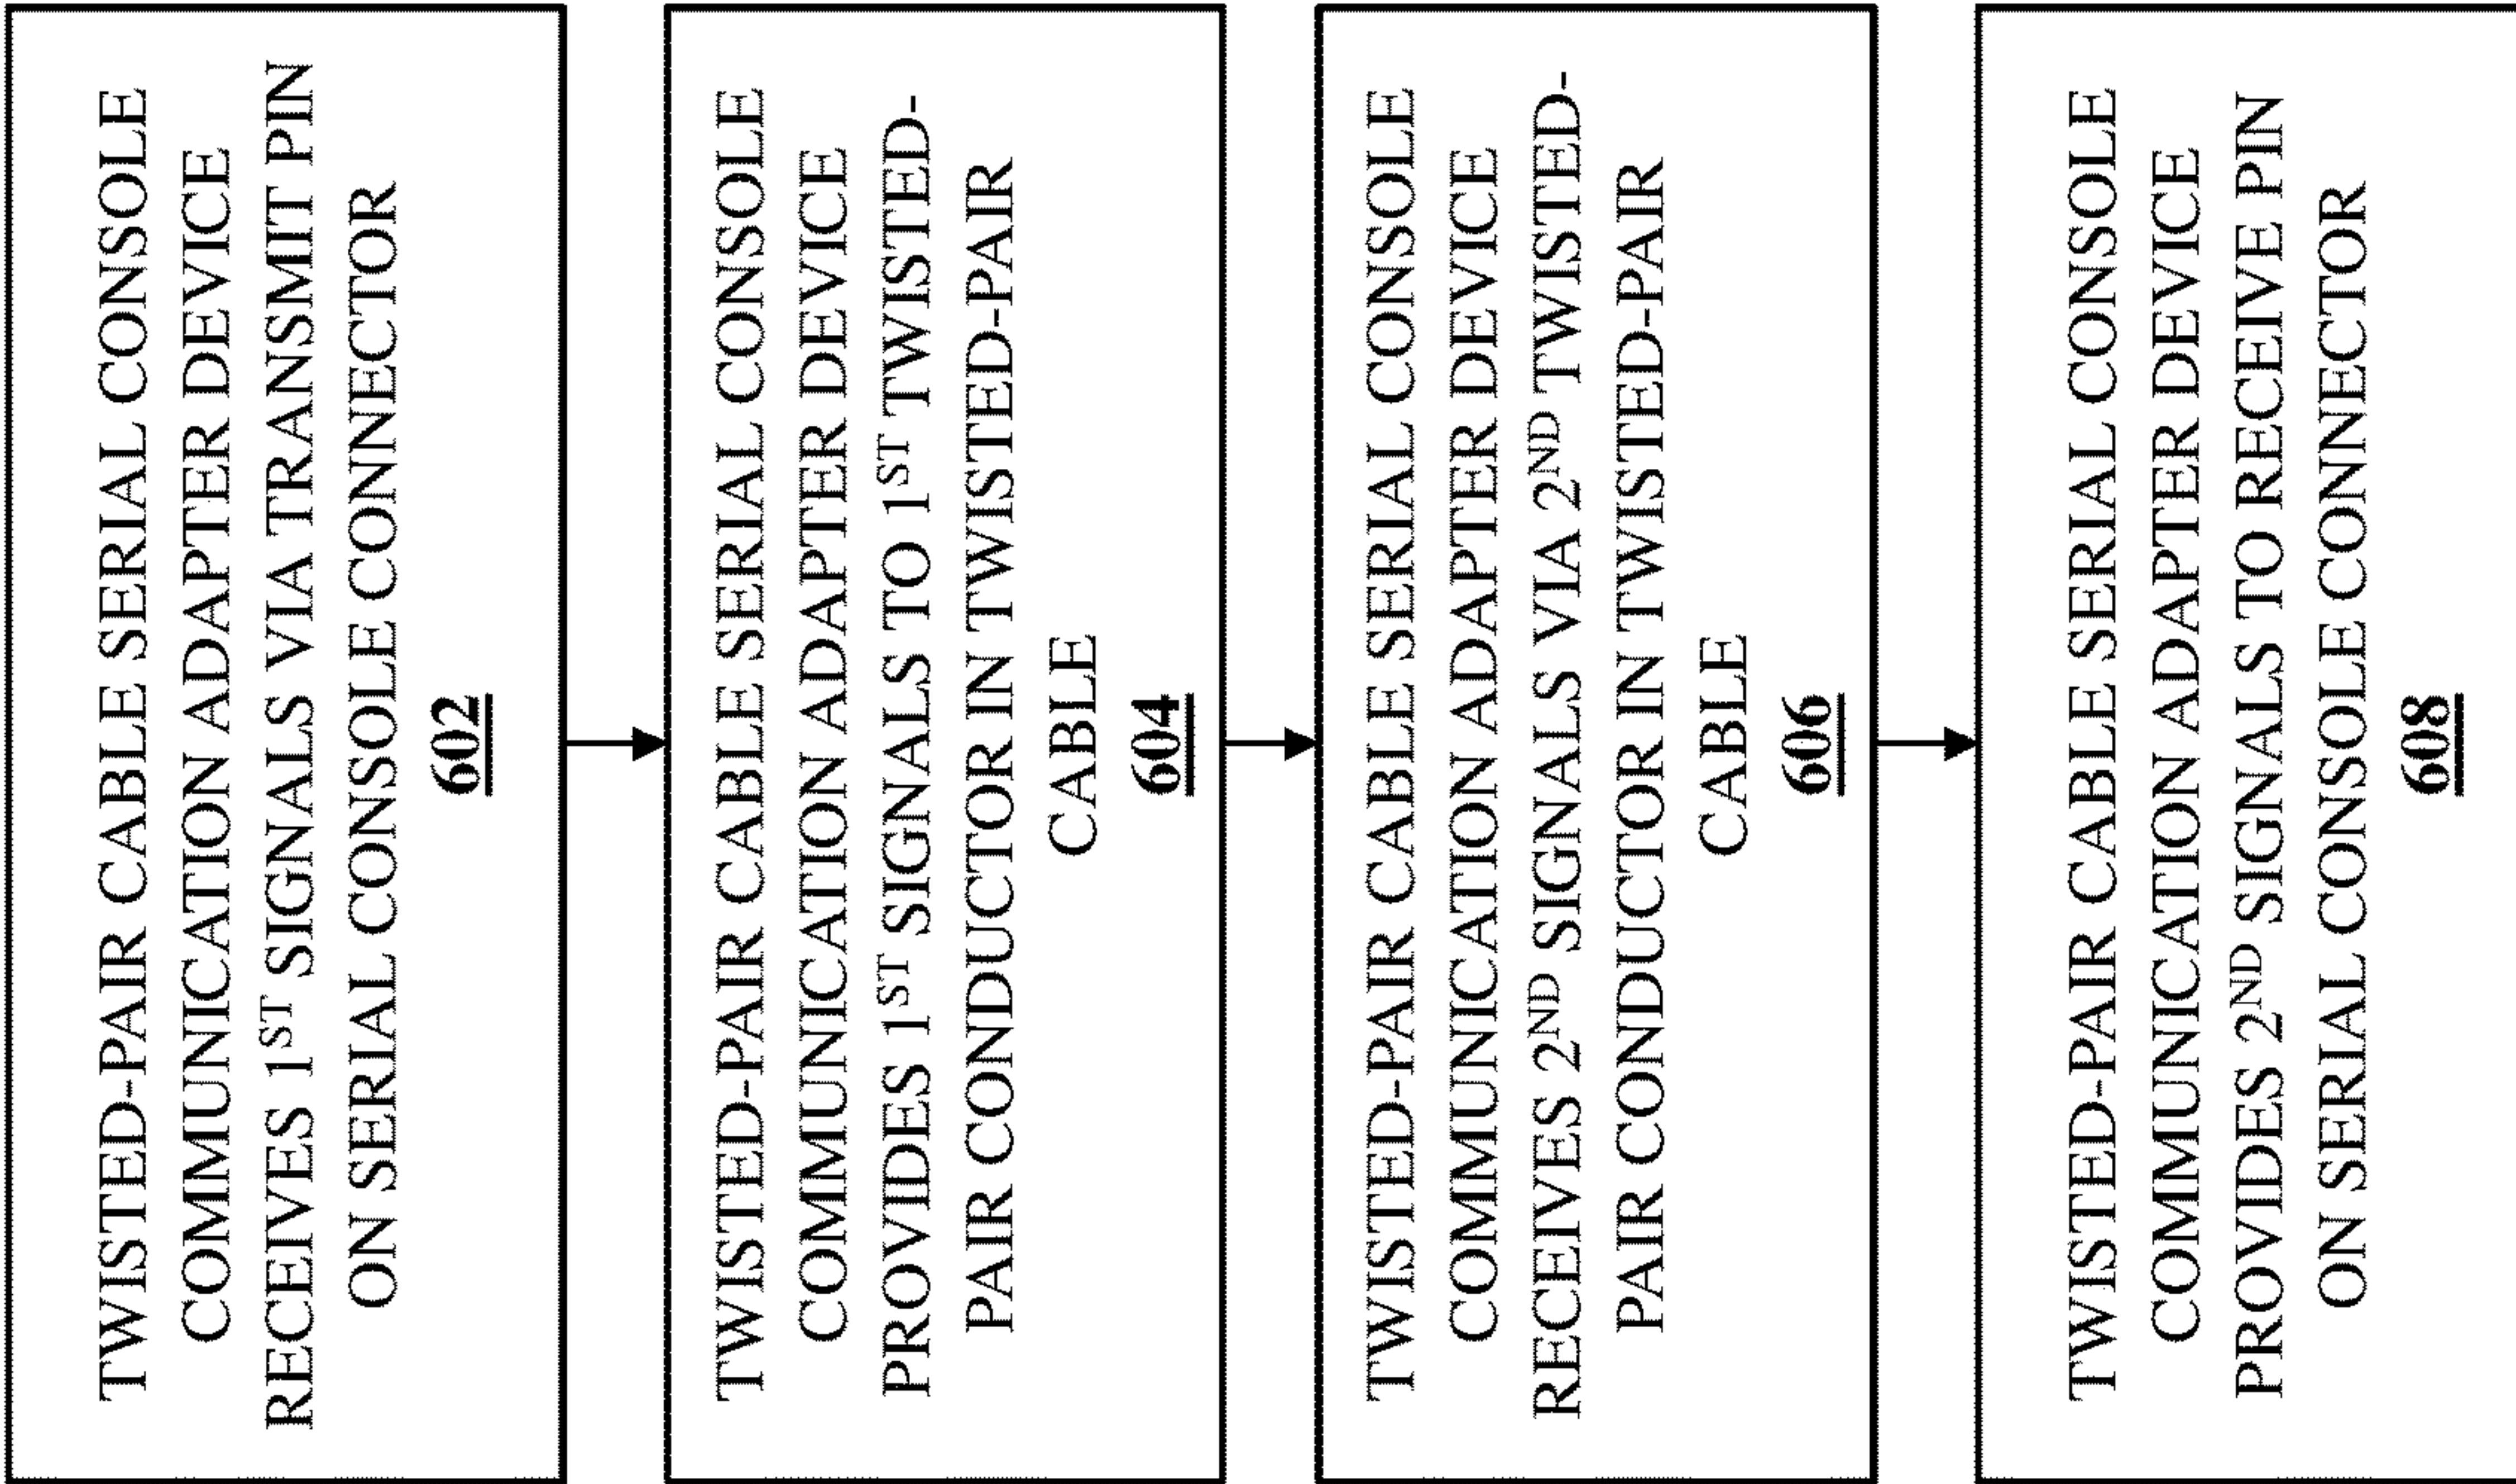 TWISTED-PAIR CABLE SERIAL CONSOLE
COMMUNICATION ADAPTER DEVICE
RECEIVES 1ST SIGNALS VIA TRANSMIT PIN
ON SERIAL CONSOLE CONNECTOR
602
TWISTED-PAIR CABLE SERIAL CONSOLE
COMMUNICATION ADAPTER DEVICE
PROVIDES 1ST SIGNALS TO 1ST TWISTED-
PAIR CONDUCTOR IN TWISTED-PAIR
CABLE
604
TWISTED-PAIR CABLE SERIAL CONSOLE
COMMUNICATION ADAPTER DEVICE
RECEIVES 2ND SIGNALS VIA 2ND TWISTED-
PAIR CONDUCTOR IN TWISTED-PAIR
CABLE
606
TWISTED-PAIR CABLE SERIAL CONSOLE
COMMUNICATION ADAPTER DEVICE
PROVIDES 2ND SIGNALS TO RECEIVE PIN
ON SERIAL CONSOLE CONNECTOR
608